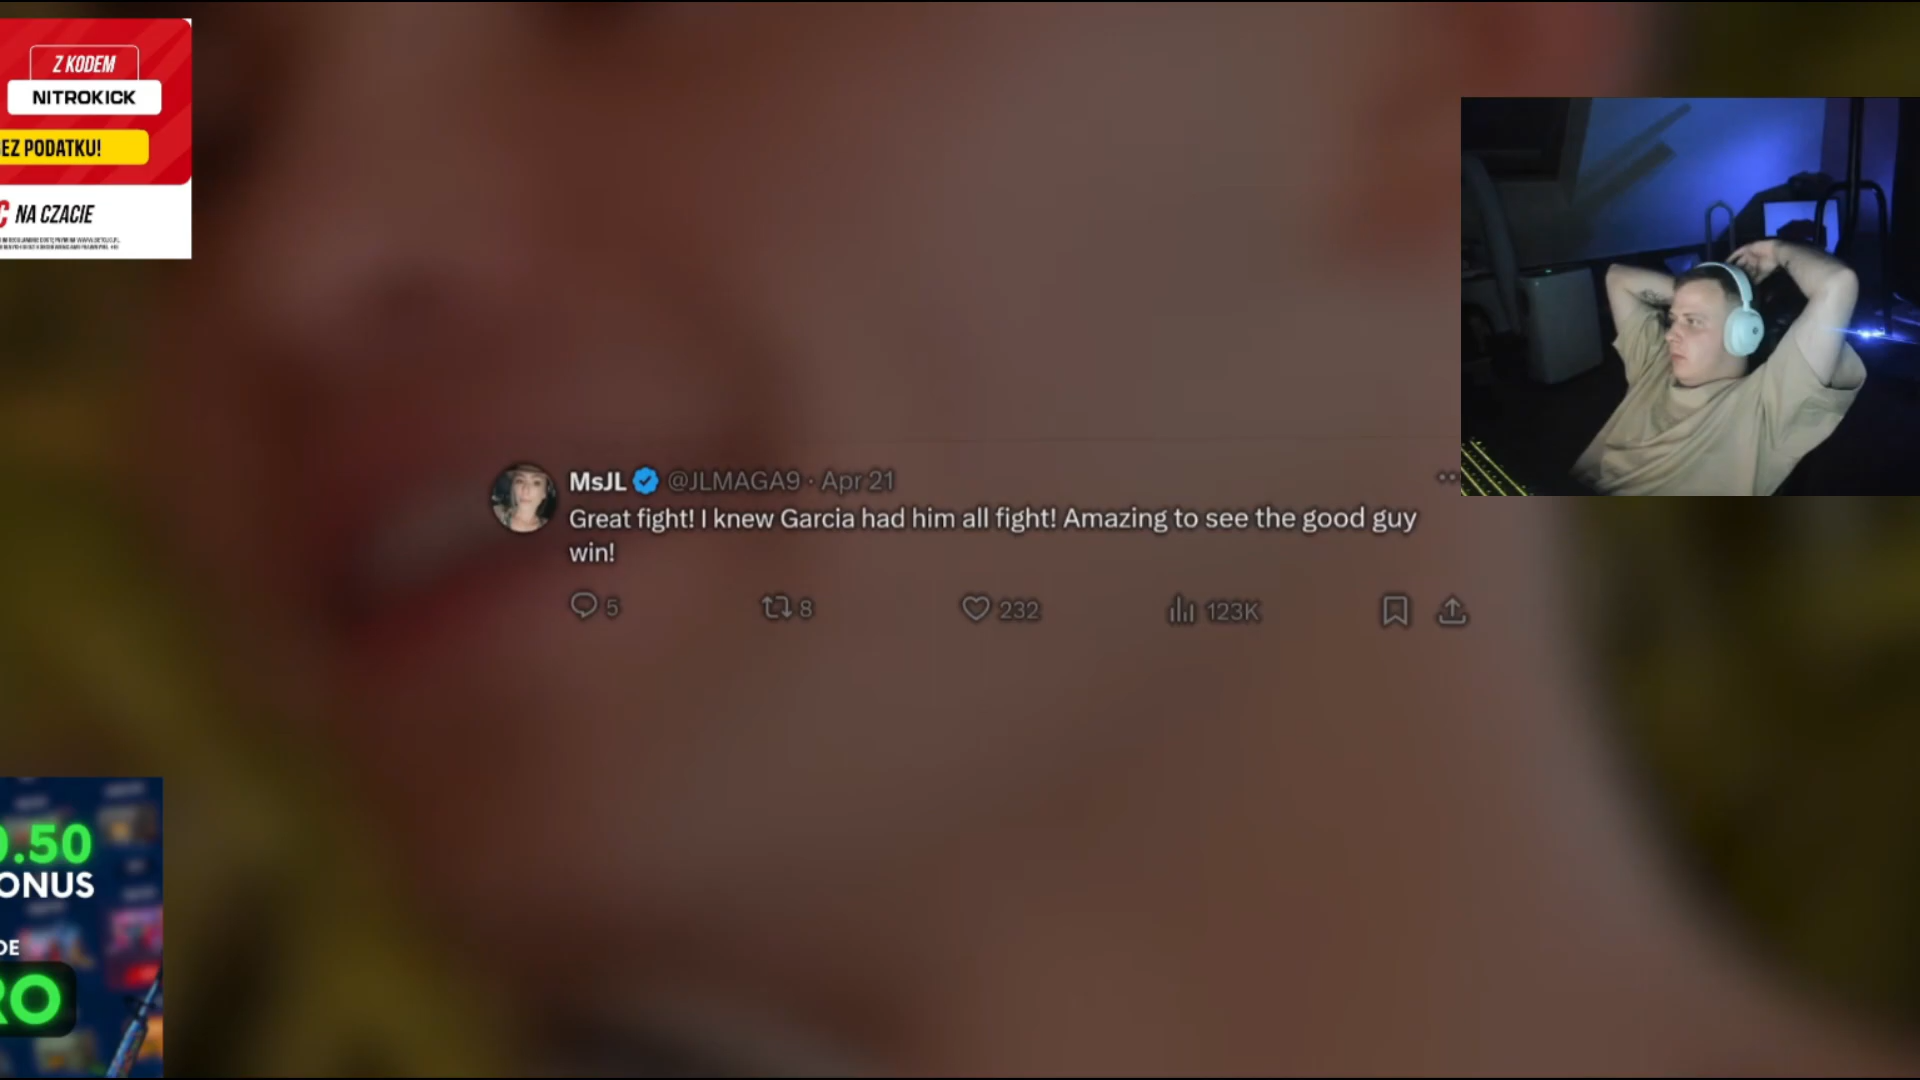 Z KODEM
NITROKICK
EZ PODATKU!
NA CZACIE
MsJL @JLMAGA9 · Apr 21
Great fight! I knew Garcia had him all fight! Amazing to see the good guy
win!
5 8 232 123K
0.50
ONUS
DE
RO